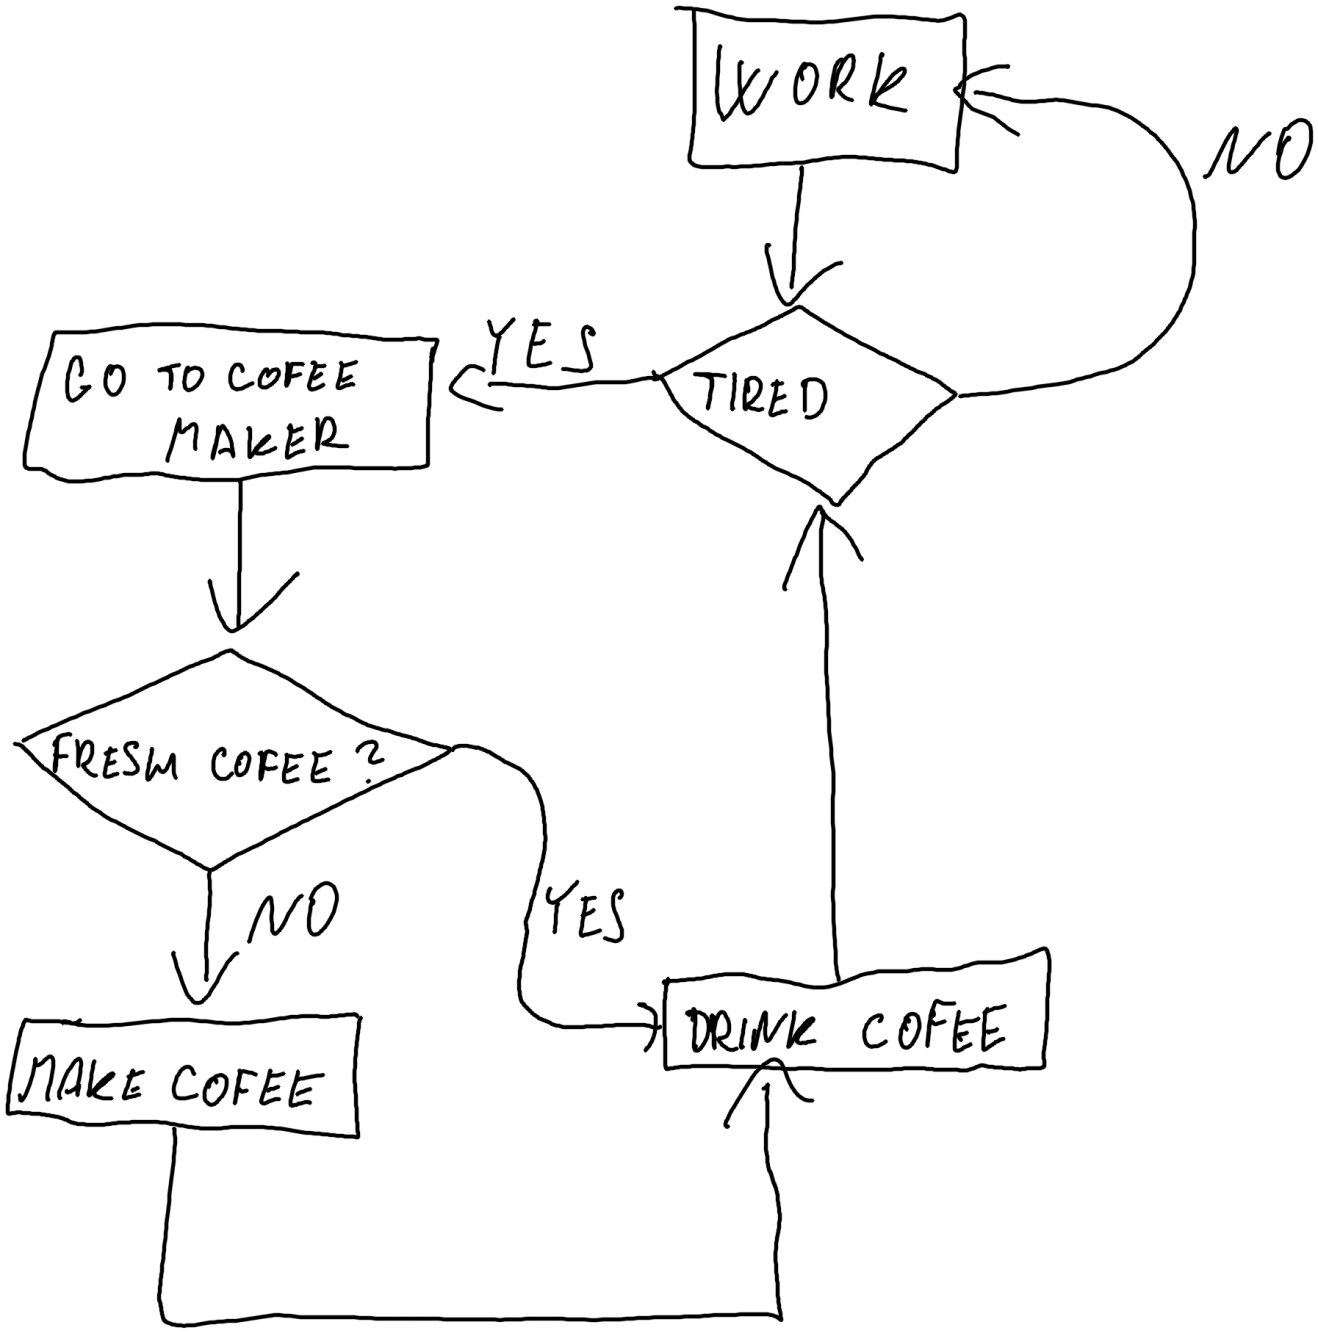 WORK
NO
YES
TIRED
GO TO COFEE
MAKER
FRESH COFEE ?
NO
YES
MAKE COFEE
DRINK COFEE